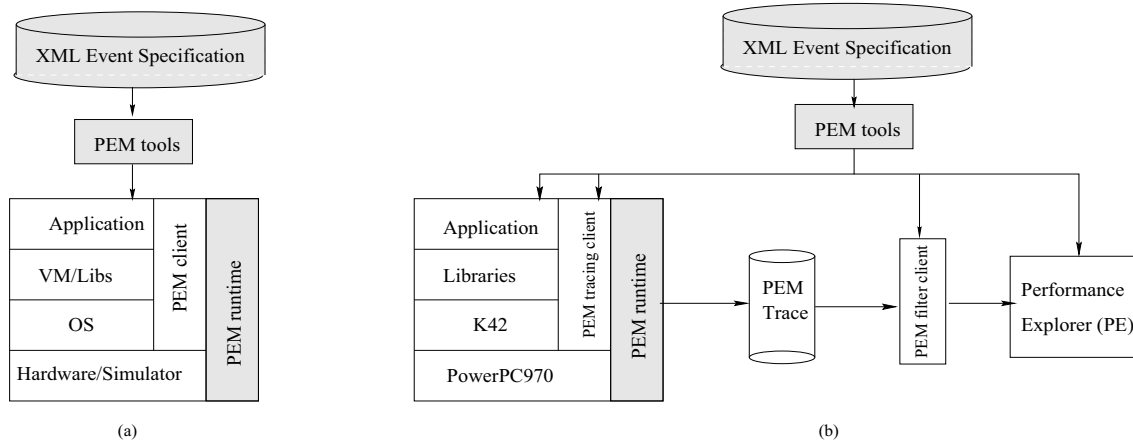 XML Event Specification
PEM tools
Application
VM/Libs
OS
Hardware/Simulator
PEM client
PEM runtime
(a)
XML Event Specification
PEM tools
Application
Libraries
K42
PowerPC970
PEM tracing client
PEM runtime
PEM
Trace
PEM filter client
Performance
Explorer (PE)
(b)